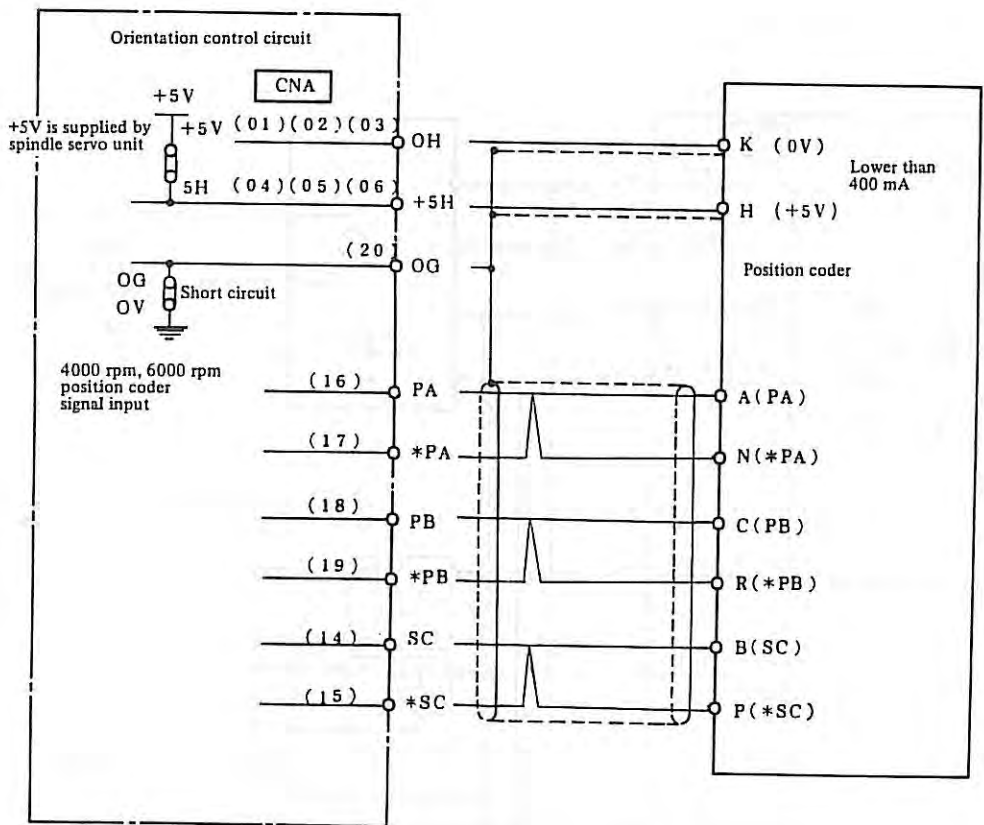 Orientation control circuit
CNA
+5V
+5V is supplied by
spindle servo unit
+5V (01)(02)(03)
OH
5H (04)(05)(06)
+5H
(20)
OG
OG
OV
Short circuit
4000 rpm, 6000 rpm
position coder
signal input
(16) PA
(17) *PA
(18) PB
(19) *PB
(14) SC
(15) *SC
K (0V)
Lower than
400 mA
H (+5V)
Position coder
A(PA)
N(*PA)
C(PB)
R(*PB)
B(SC)
P(*SC)